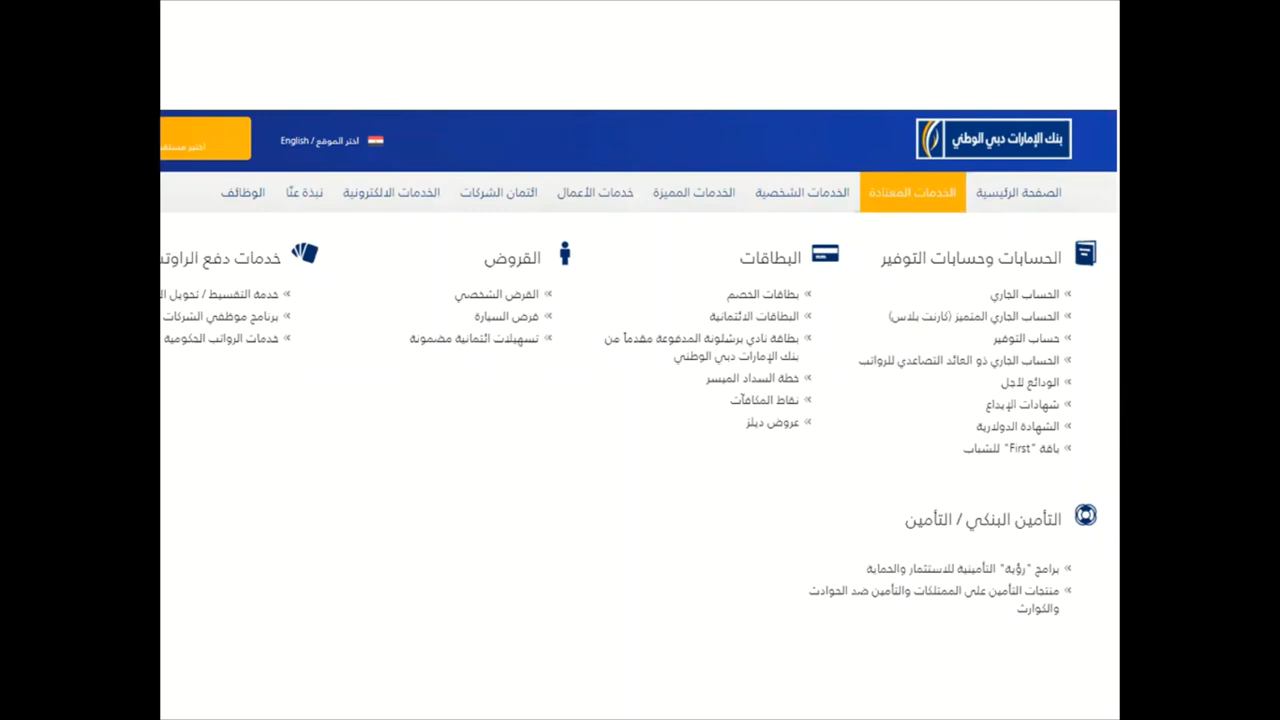 بنك الإمارات دبي الوطني
اختر الموقع / English
الصفحة الرئيسية
الخدمات المعتادة
الخدمات الشخصية
الخدمات المميزة
خدمات الأعمال
ائتمان الشركات
الخدمات الالكترونية
نبذة عنّا
الوظائف
الحسابات وحسابات التوفير
» الحساب الجاري
» الحساب الجاري المتميز (كارنت بلاس)
» حساب التوفير
» الحساب الجاري ذو العائد التصاعدي للرواتب
» الودائع لأجل
» شهادات الإيداع
» الشهادة الدولارية
» باقة "First" للشباب
البطاقات
» بطاقات الخصم
» البطاقات الائتمانية
» بطاقة نادي برشلونة المدفوعة مقدماً من
بنك الإمارات دبي الوطني
» خطة السداد الميسر
» نقاط المكافآت
» عروض ديلز
القروض
» القرض الشخصي
» قرض السيارة
» تسهيلات ائتمانية مضمونة
خدمات دفع
» خدمة التقسيط / تحويل
» برنامج موظفي الشركات
» خدمات الرواتب الحكومية
التأمين البنكي / التأمين
» برامج "رؤية" التأمينية للاستثمار والحماية
» منتجات التأمين على الممتلكات والتأمين ضد الحوادث
والكوارث